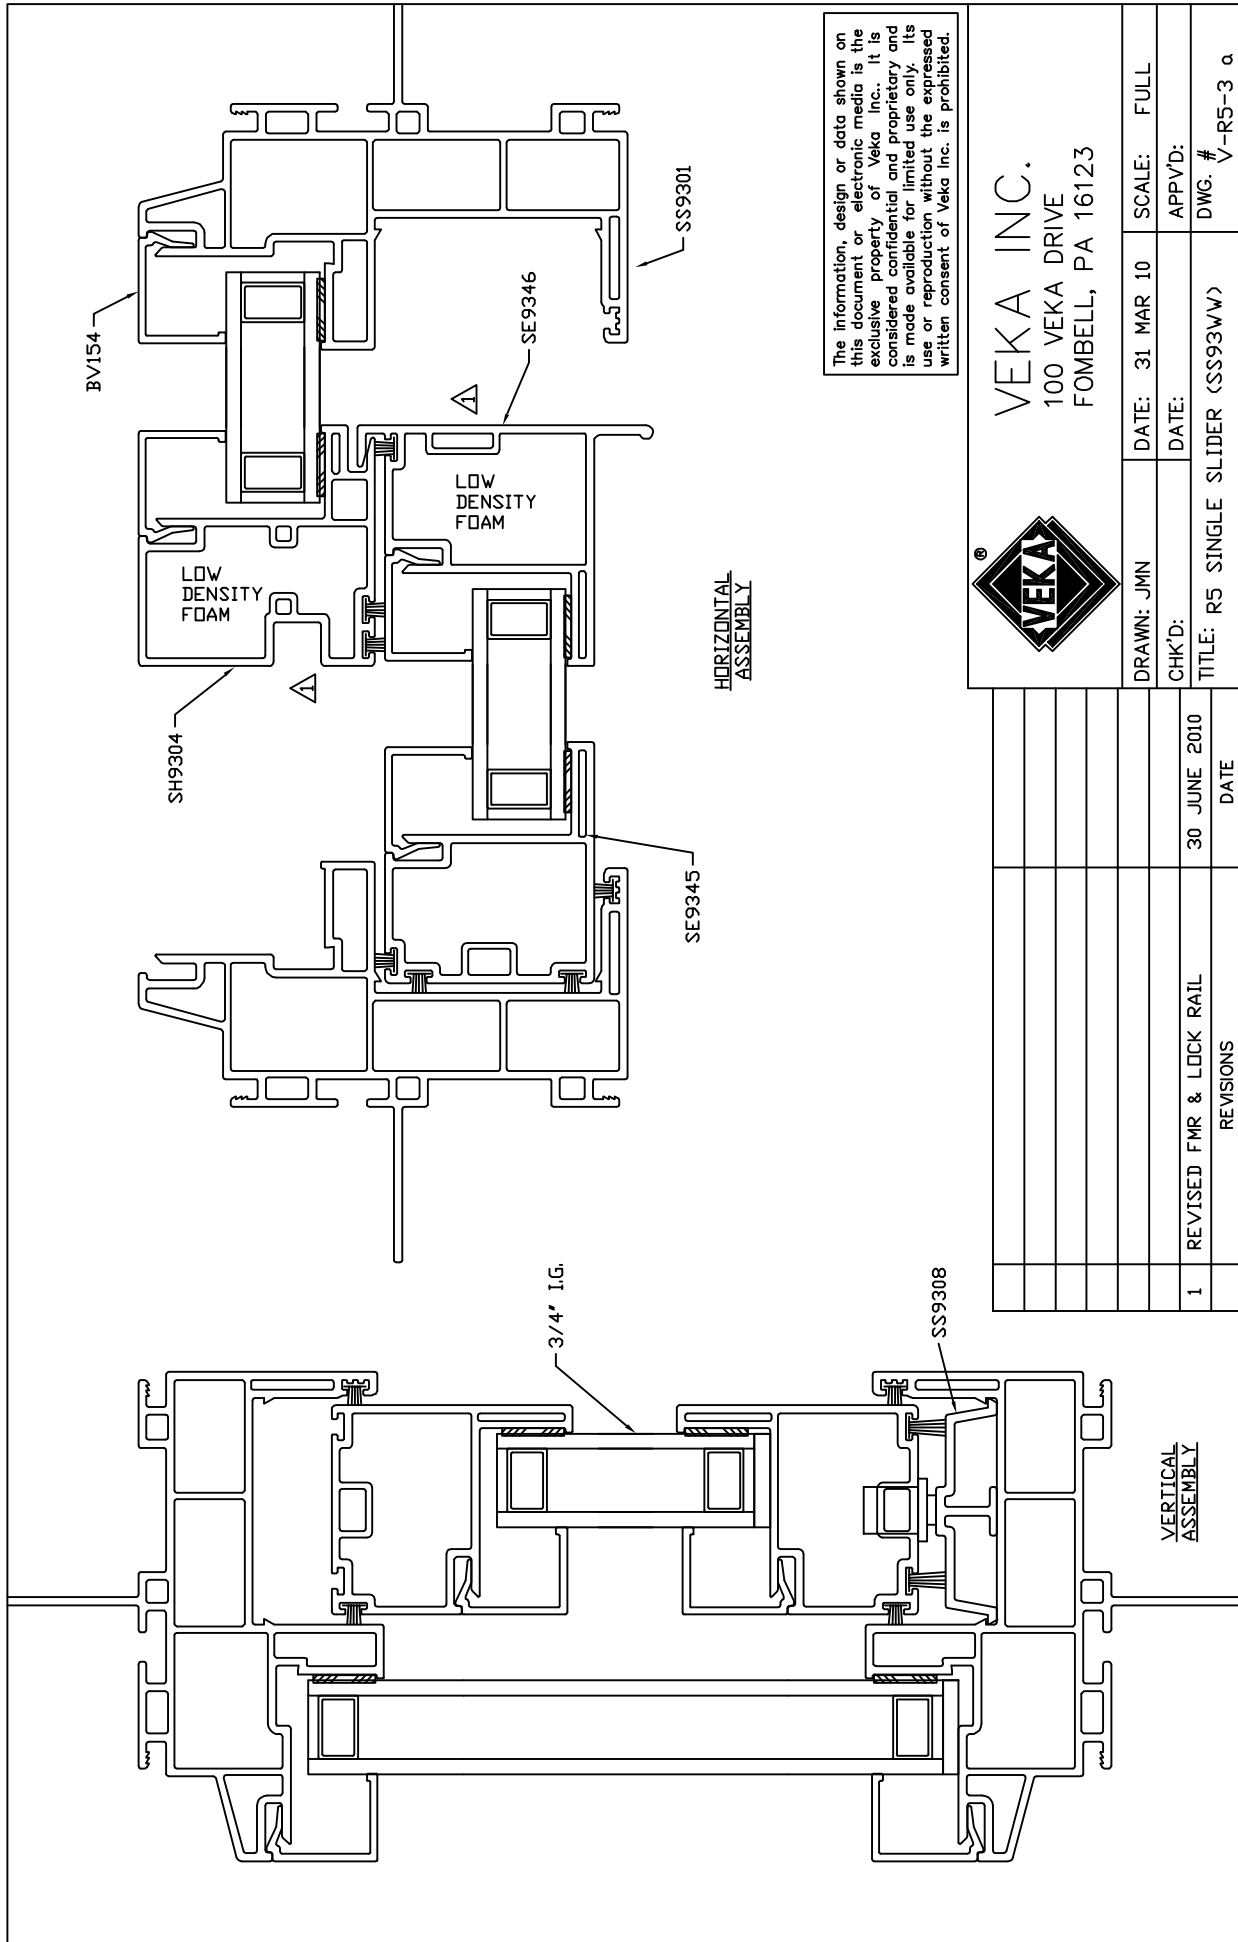 BV154
SS9301
SE9346
SH9304
SE9345
LOW
DENSITY
FOAM
LOW
DENSITY
FOAM
1
1
HORIZONTAL
ASSEMBLY
3/4" I.G.
SS9308
VERTICAL
ASSEMBLY
The information, design or data shown on
this document or electronic media is the
exclusive property of Veka Inc.. It is
considered confidential and proprietary and
is made available for limited use only. Its
use or reproduction without the expressed
written consent of Veka Inc. is prohibited.
VEKA ®
VEKA INC.
100 VEKA DRIVE
FOMBELL, PA 16123
DRAWN: JMN
DATE: 31 MAR 10
SCALE: FULL
CHK'D:
DATE:
APPV'D:
TITLE: R5 SINGLE SLIDER (SS93WW)
DWG. # V-R5-3 a
1 REVISED FMR & LOCK RAIL 30 JUNE 2010
REVISIONS DATE